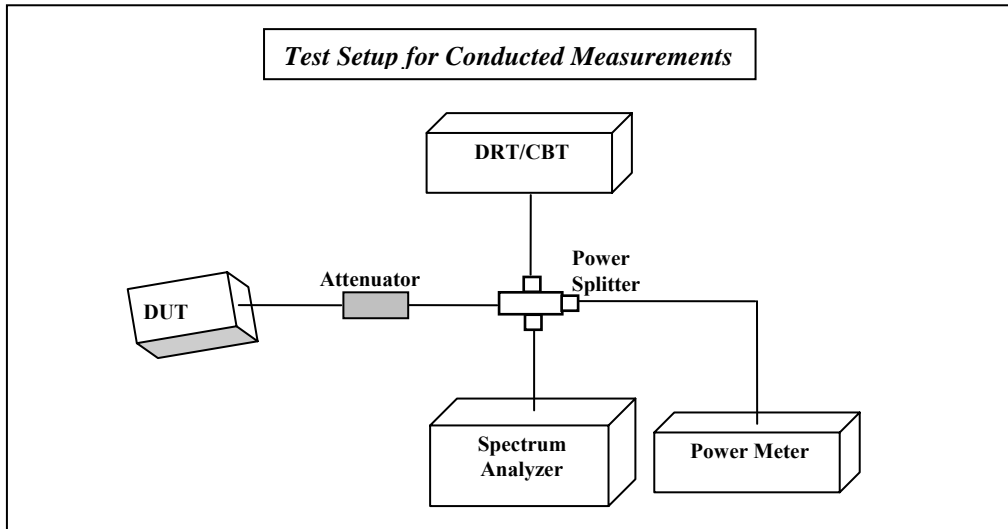 Test Setup for Conducted Measurements
DRT/CBT
Power
Splitter
Attenuator
DUT
Spectrum
Analyzer
Power Meter